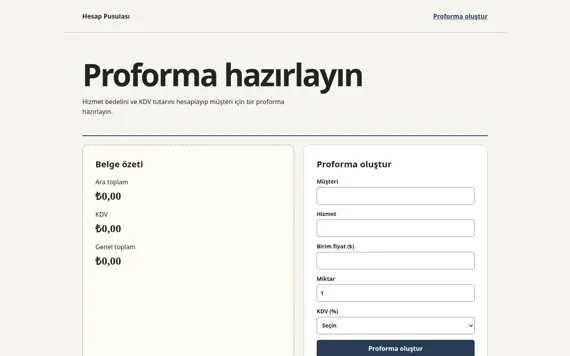 Hesap Pusulası
Proforma oluştur
Proforma hazırlayın
Hizmet bedelini ve KDV tutarını hesaplayıp müşteri için bir proforma
hazırlayın.
Belge özeti
Ara toplam
₺0,00
KDV
₺0,00
Genel toplam
₺0,00
Proforma oluştur
Müşteri
Hizmet
Birim fiyat (₺)
Miktar
1
KDV (%)
Seçin
Proforma oluştur